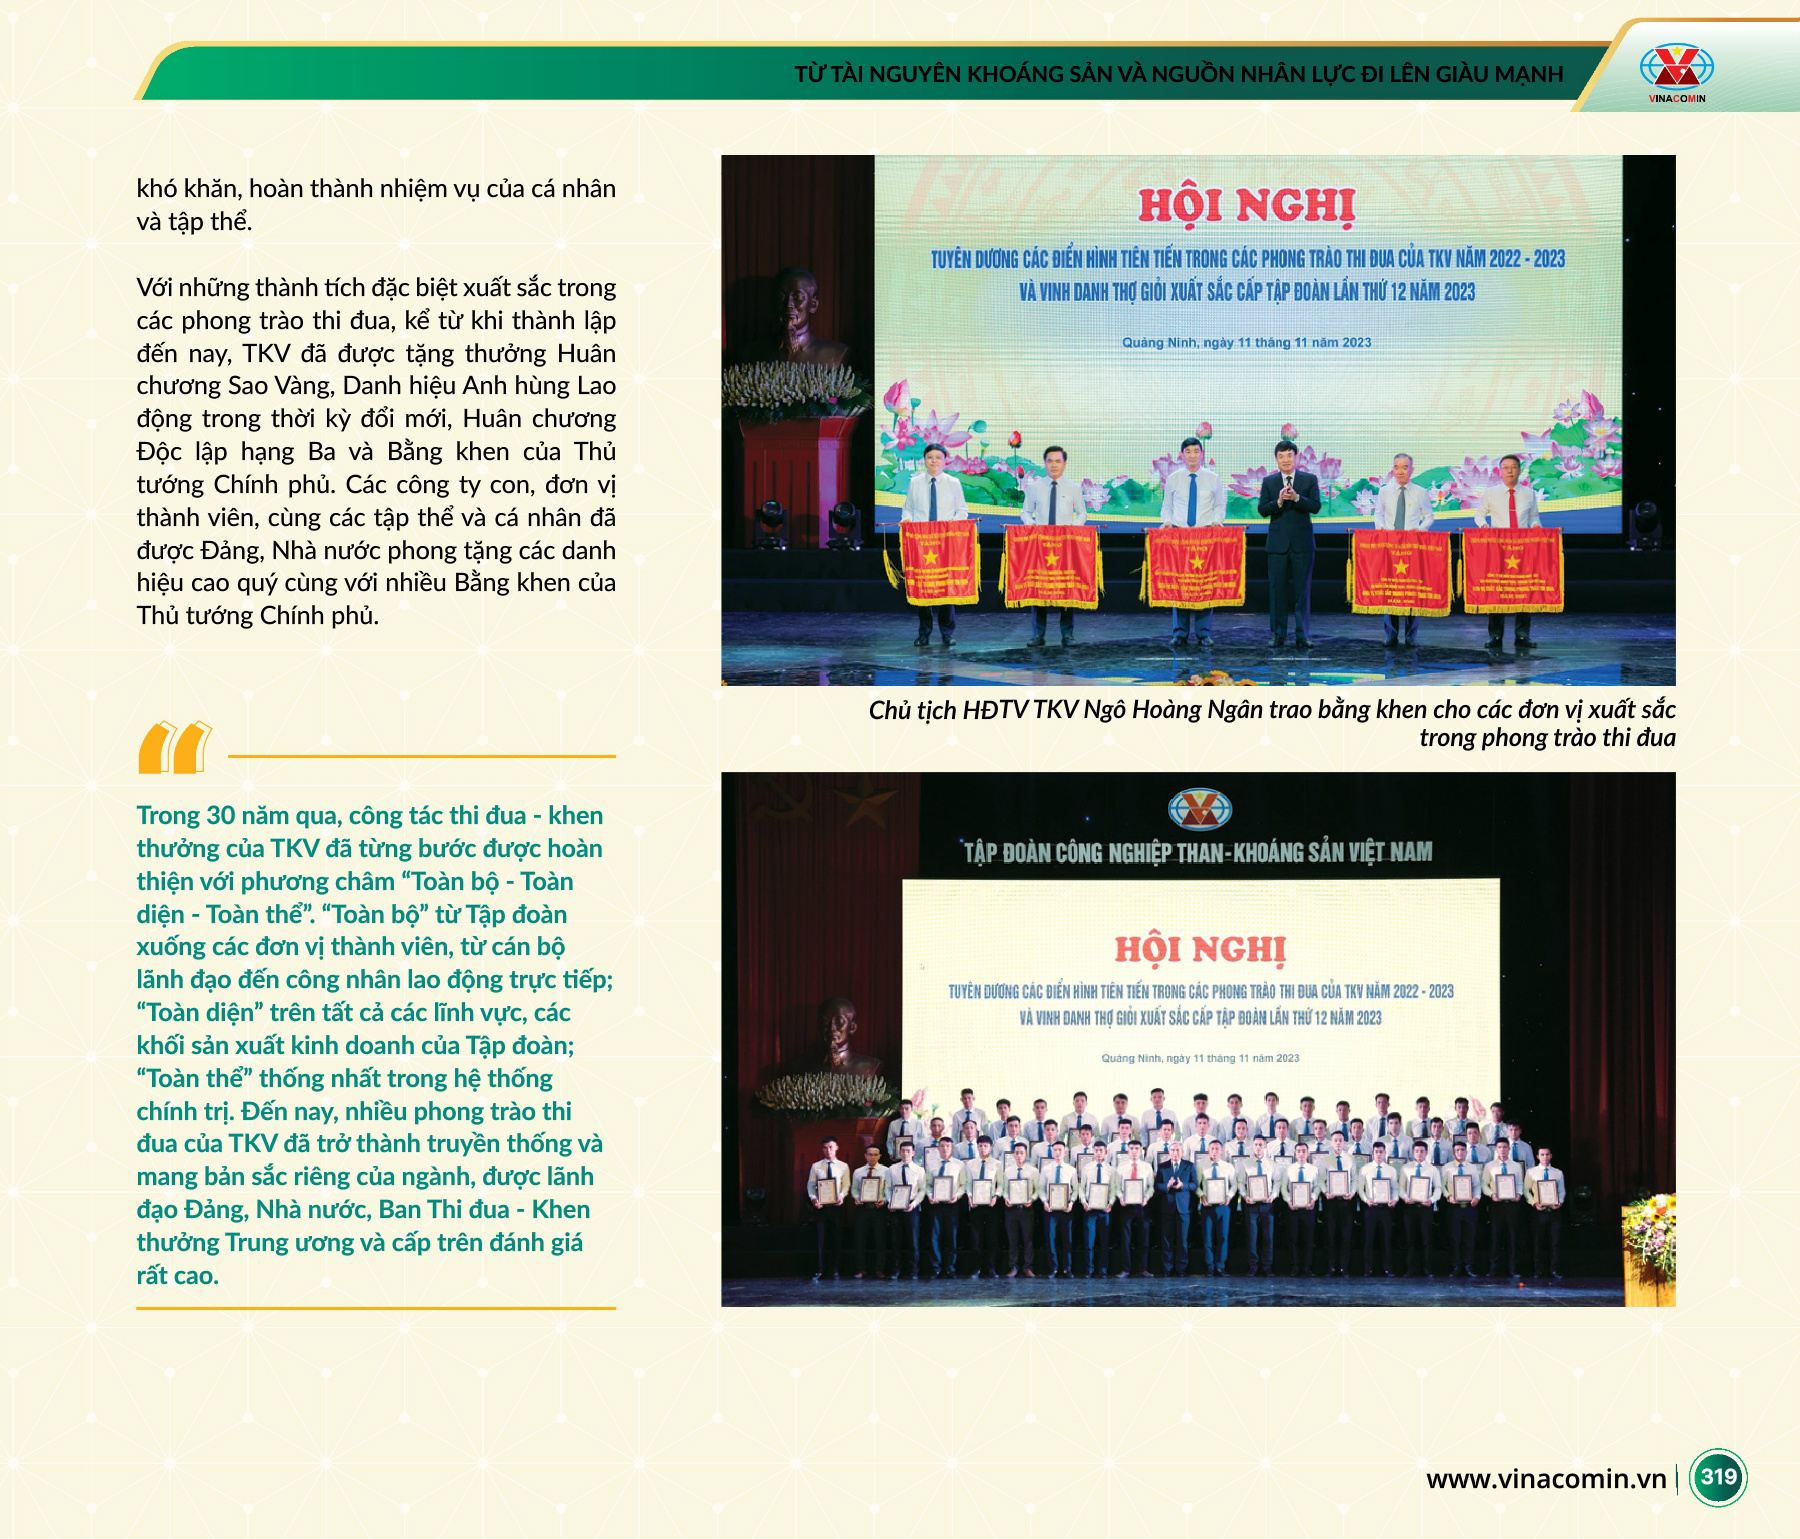 TỪ TÀI NGUYÊN KHOÁNG SẢN VÀ NGUỒN NHÂN LỰC ĐI LÊN GIÀU MẠNH
VINACOMIN
khó khăn, hoàn thành nhiệm vụ của cá nhân
và tập thể.
Với những thành tích đặc biệt xuất sắc trong
các phong trào thi đua, kể từ khi thành lập
đến nay, TKV đã được tặng thưởng Huân
chương Sao Vàng, Danh hiệu Anh hùng Lao
động trong thời kỳ đổi mới, Huân chương
Độc lập hạng Ba và Bằng khen của Thủ
tướng Chính phủ. Các công ty con, đơn vị
thành viên, cùng các tập thể và cá nhân đã
được Đảng, Nhà nước phong tặng các danh
hiệu cao quý cùng với nhiều Bằng khen của
Thủ tướng Chính phủ.
Trong 30 năm qua, công tác thi đua - khen
thưởng của TKV đã từng bước được hoàn
thiện với phương châm “Toàn bộ - Toàn
diện - Toàn thể”. “Toàn bộ” từ Tập đoàn
xuống các đơn vị thành viên, từ cán bộ
lãnh đạo đến công nhân lao động trực tiếp;
“Toàn diện” trên tất cả các lĩnh vực, các
khối sản xuất kinh doanh của Tập đoàn;
“Toàn thể” thống nhất trong hệ thống
chính trị. Đến nay, nhiều phong trào thi
đua của TKV đã trở thành truyền thống và
mang bản sắc riêng của ngành, được lãnh
đạo Đảng, Nhà nước, Ban Thi đua - Khen
thưởng Trung ương và cấp trên đánh giá
rất cao.
HỘI NGHỊ
TUYÊN DƯƠNG CÁC ĐIỂN HÌNH TIÊN TIẾN TRONG CÁC PHONG TRÀO THI ĐUA CỦA TKV NĂM 2022 - 2023
VÀ VINH DANH THỢ GIỎI XUẤT SẮC CẤP TẬP ĐOÀN LẦN THỨ 12 NĂM 2023
Quảng Ninh, ngày 11 tháng 11 năm 2023
TẶNG
TẶNG
TẶNG
TẶNG
TẶNG
Chủ tịch HĐTV TKV Ngô Hoàng Ngân trao bằng khen cho các đơn vị xuất sắc
trong phong trào thi đua
TẬP ĐOÀN CÔNG NGHIỆP THAN-KHOÁNG SẢN VIỆT NAM
HỘI NGHỊ
TUYÊN DƯƠNG CÁC ĐIỂN HÌNH TIÊN TIẾN TRONG CÁC PHONG TRÀO THI ĐUA CỦA TKV NĂM 2022 - 2023
VÀ VINH DANH THỢ GIỎI XUẤT SẮC CẤP TẬP ĐOÀN LẦN THỨ 12 NĂM 2023
Quảng Ninh, ngày 11 tháng 11 năm 2023
www.vinacomin.vn
319